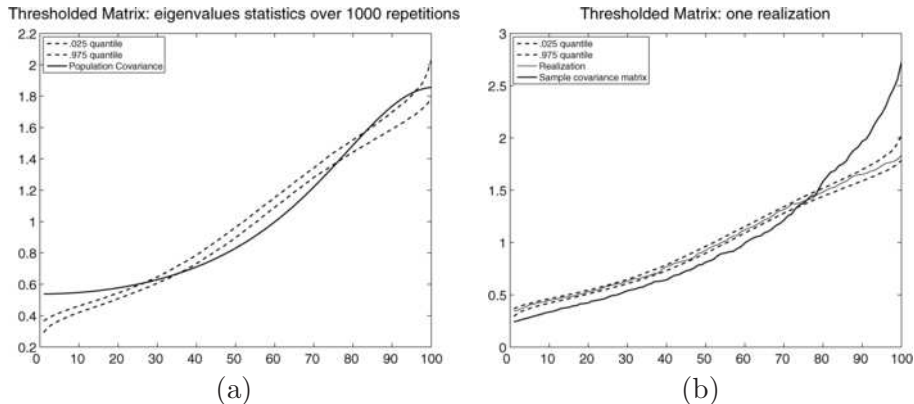 Thresholded Matrix: eigenvalues statistics over 1000 repetitions
.025 quantile
.975 quantile
Population Covariance
2.2
2
1.8
1.6
1.4
1.2
1
0.8
0.6
0.4
0.2
0 10 20 30 40 50 60 70 80 90 100
(a)
Thresholded Matrix: one realization
.025 quantile
.975 quantile
Realization
Sample covariance matrix
3
2.5
2
1.5
1
0.5
0
0 10 20 30 40 50 60 70 80 90 100
(b)